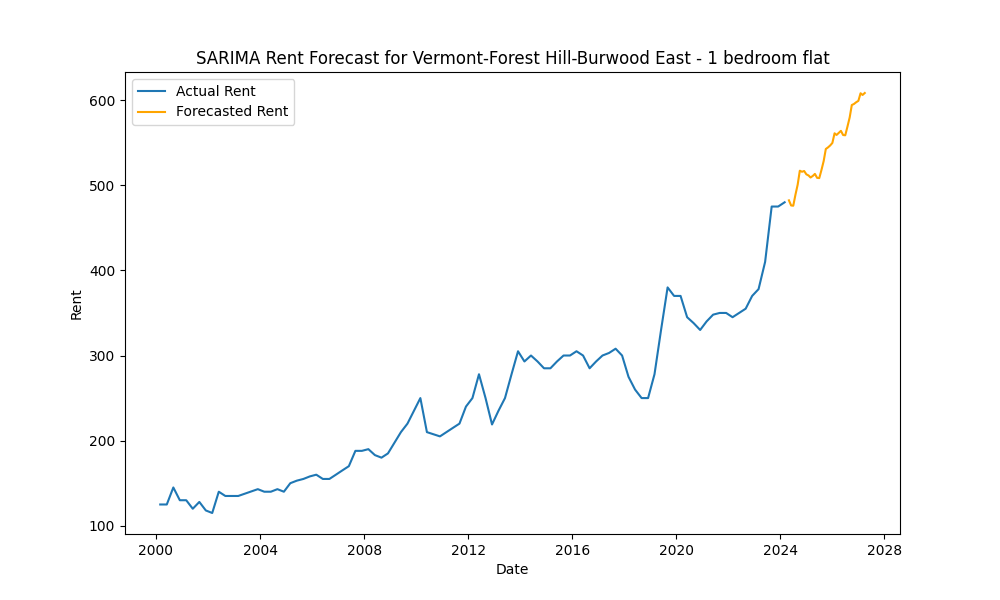 SARIMA Rent Forecast for Vermont-Forest Hill-Burwood East - 1 bedroom flat
Actual Rent
Forecasted Rent
600
500
400
300
200
100
Rent
2000
2004
2008
2012
2016
2020
2024
2028
Date